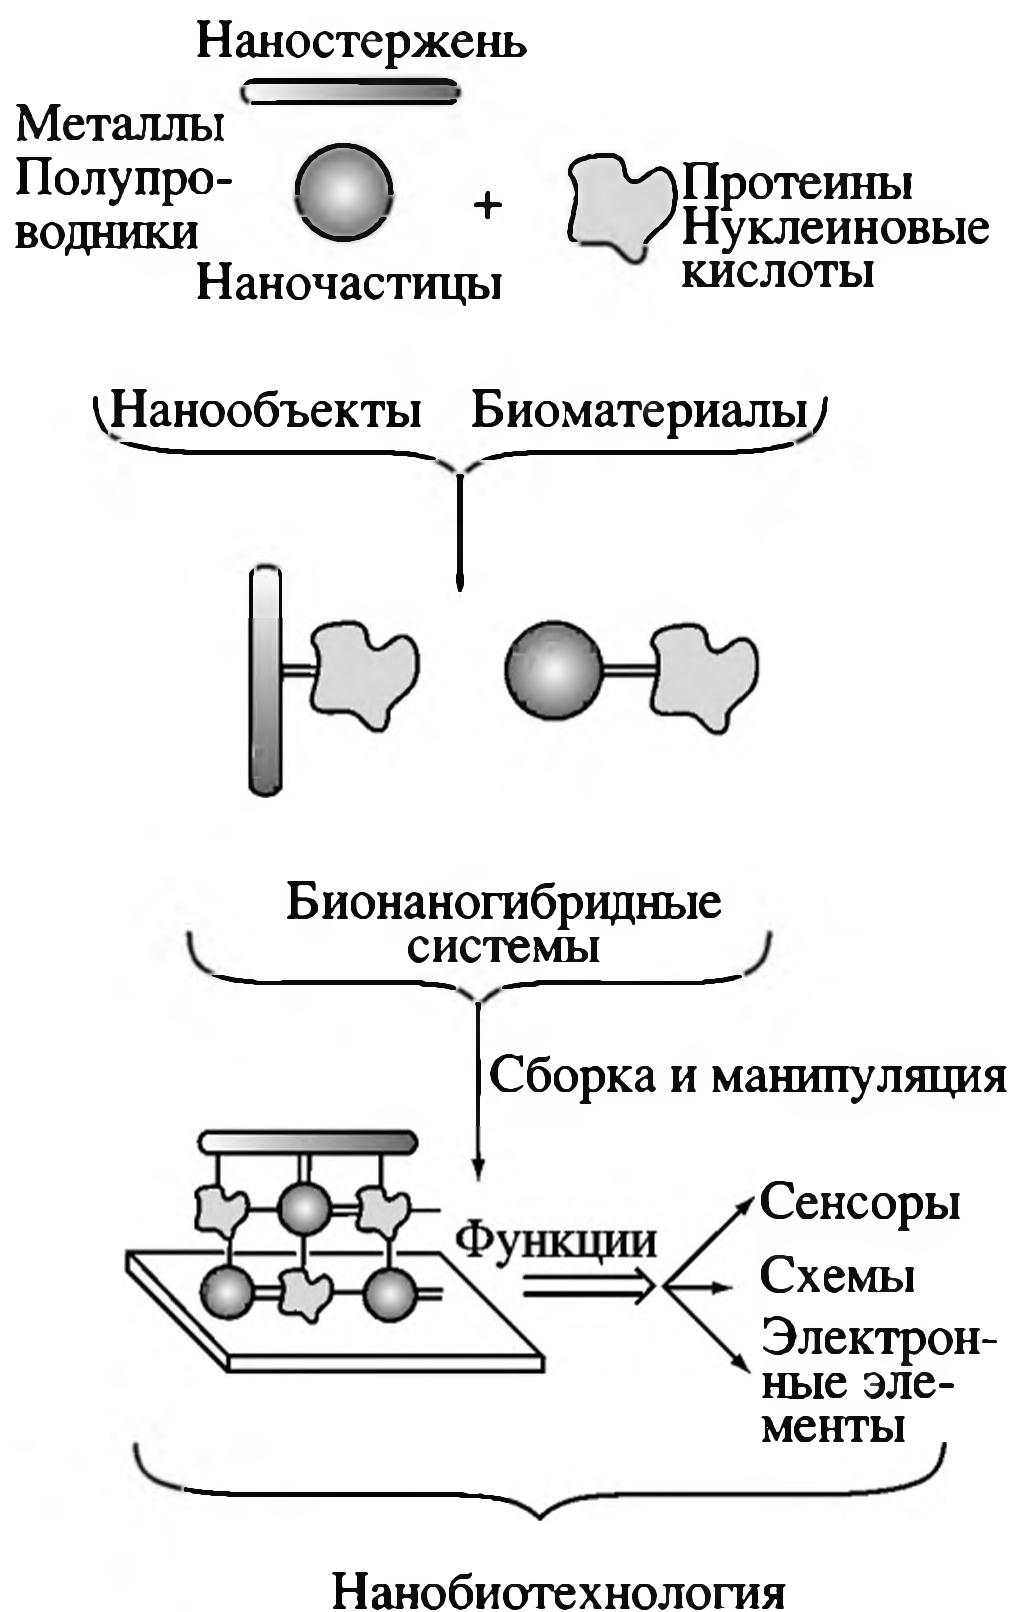 Наностержень
Металлы
Полупро-
водники
Наночастицы
+
Протеины
Нуклеиновые
кислоты
Нанообъекты
Биоматериалы
Бионаногибридные
системы
Сборка и манипуляция
Функции
Сенсоры
Схемы
Электрон-
ные эле-
менты
Нанобиотехнология